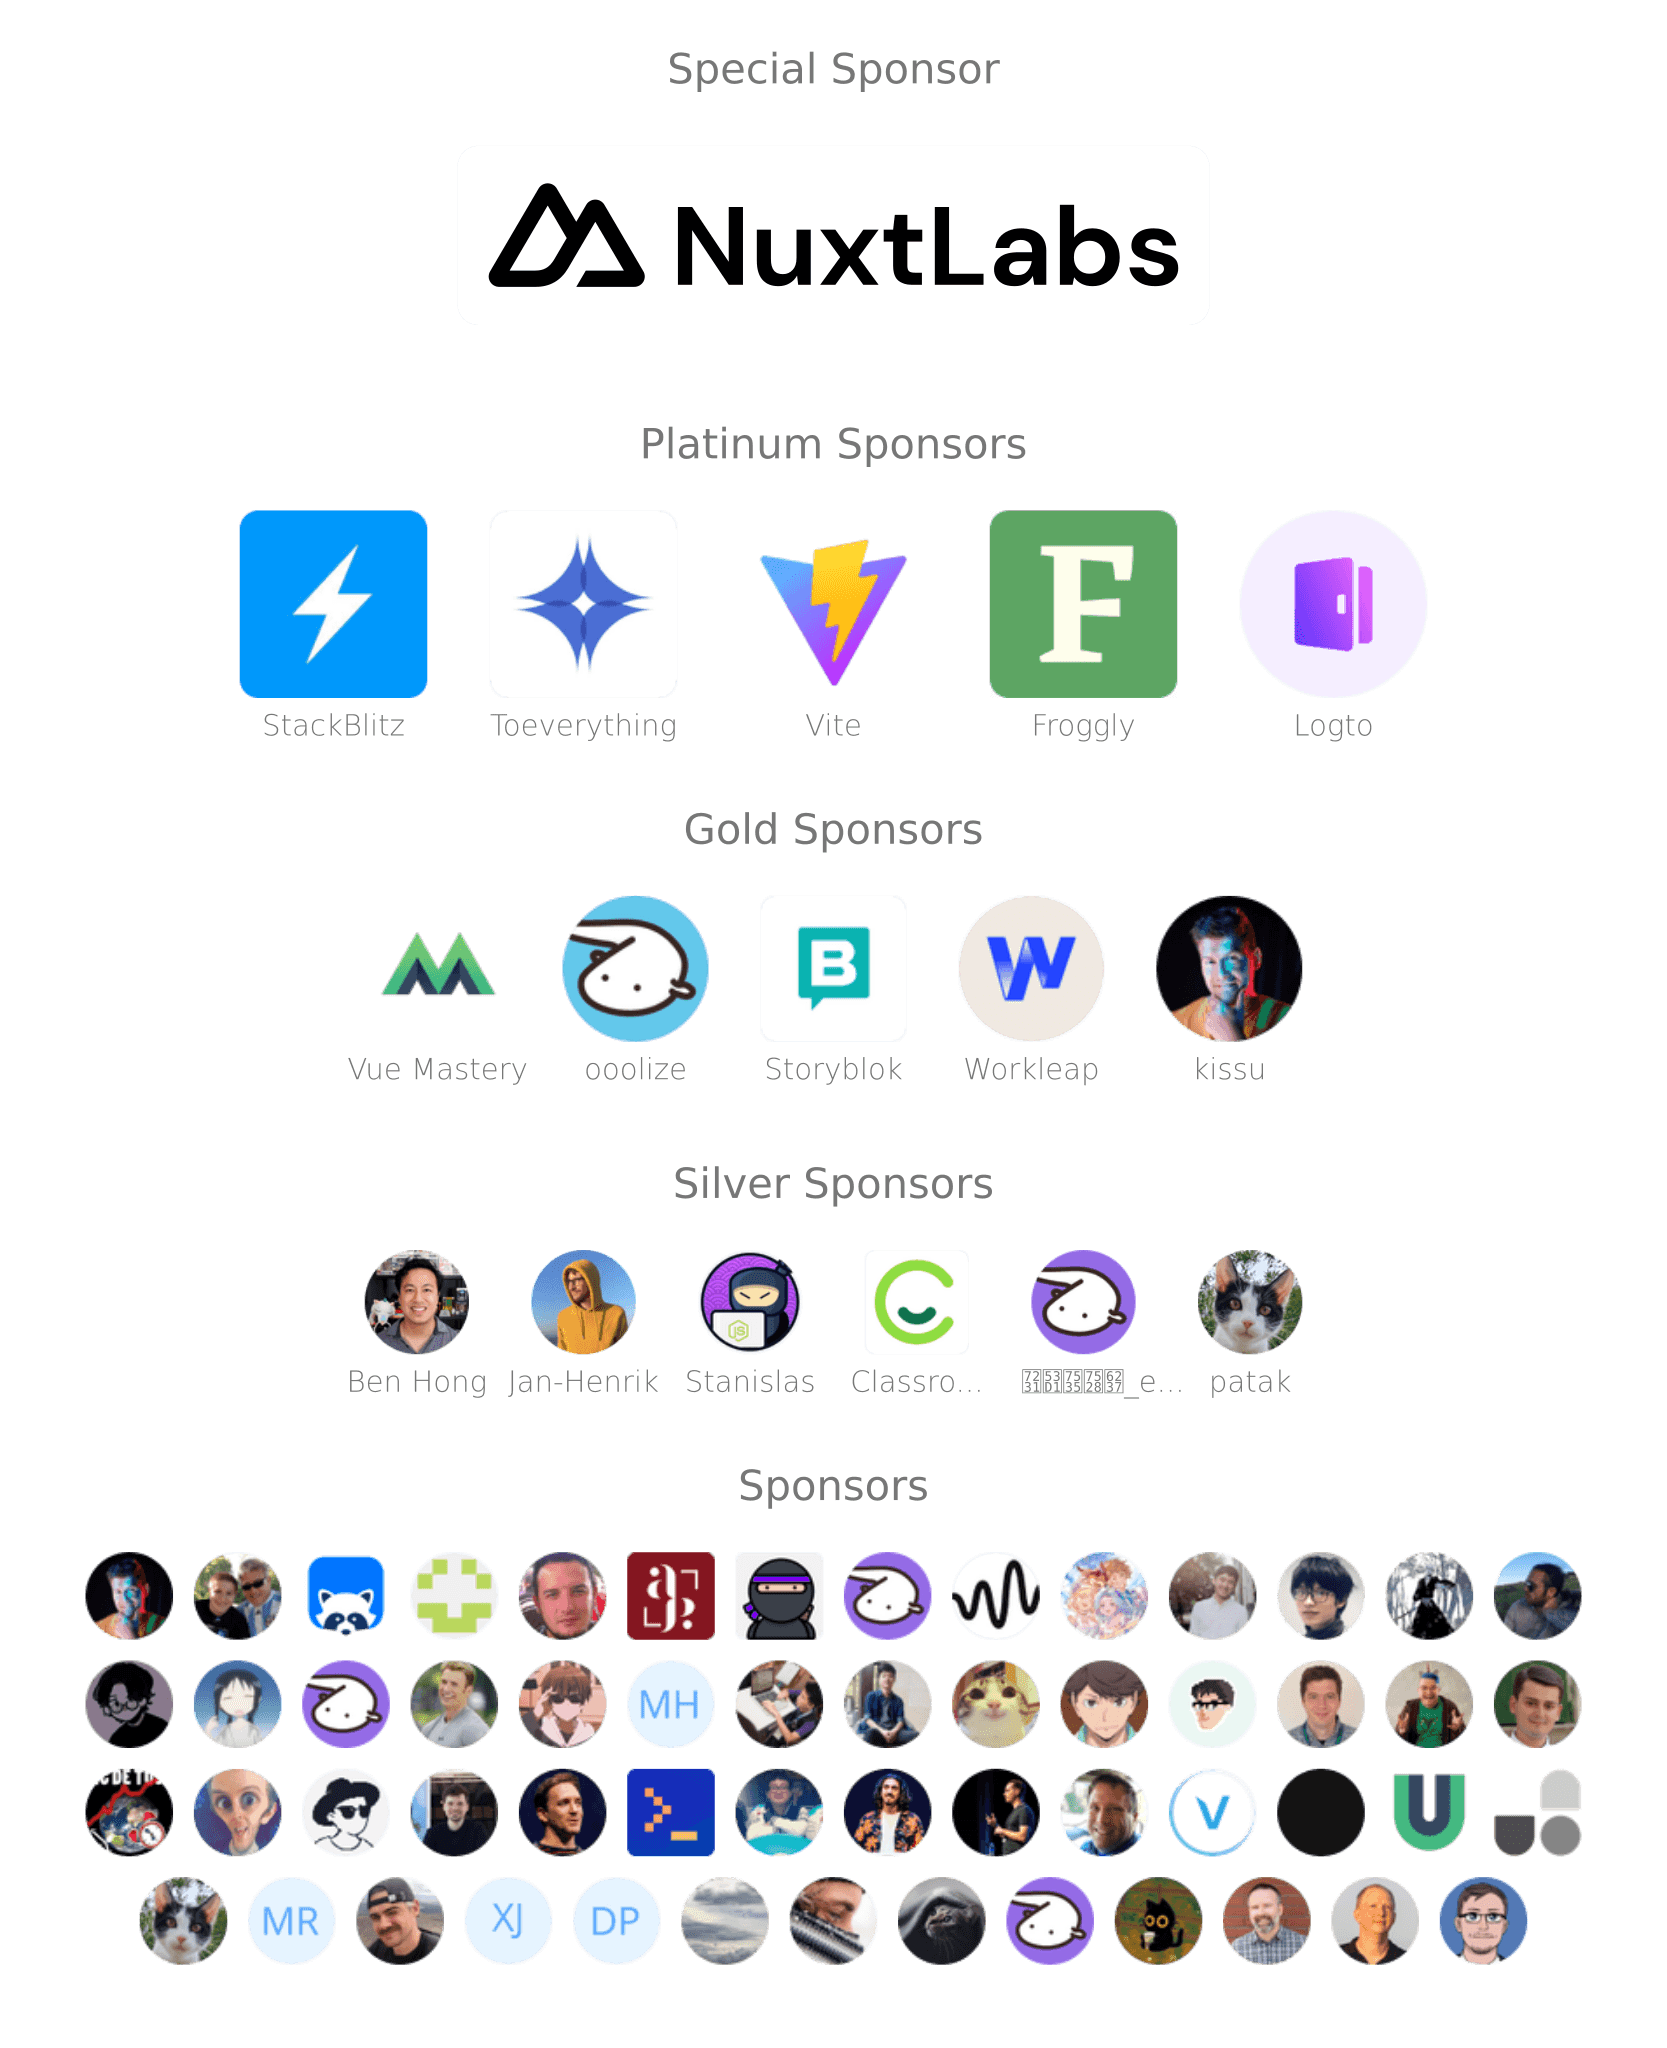 Special Sponsor
NuxtLabs
Platinum Sponsors
StackBlitz Toeverything Vite Froggly Logto
Gold Sponsors
Vue Mastery ooolize Storyblok Workleap kissu
Silver Sponsors
Ben Hong Jan-Henrik Stanislas Classro... _e... patak
Sponsors
MH
V
MR XJ DP